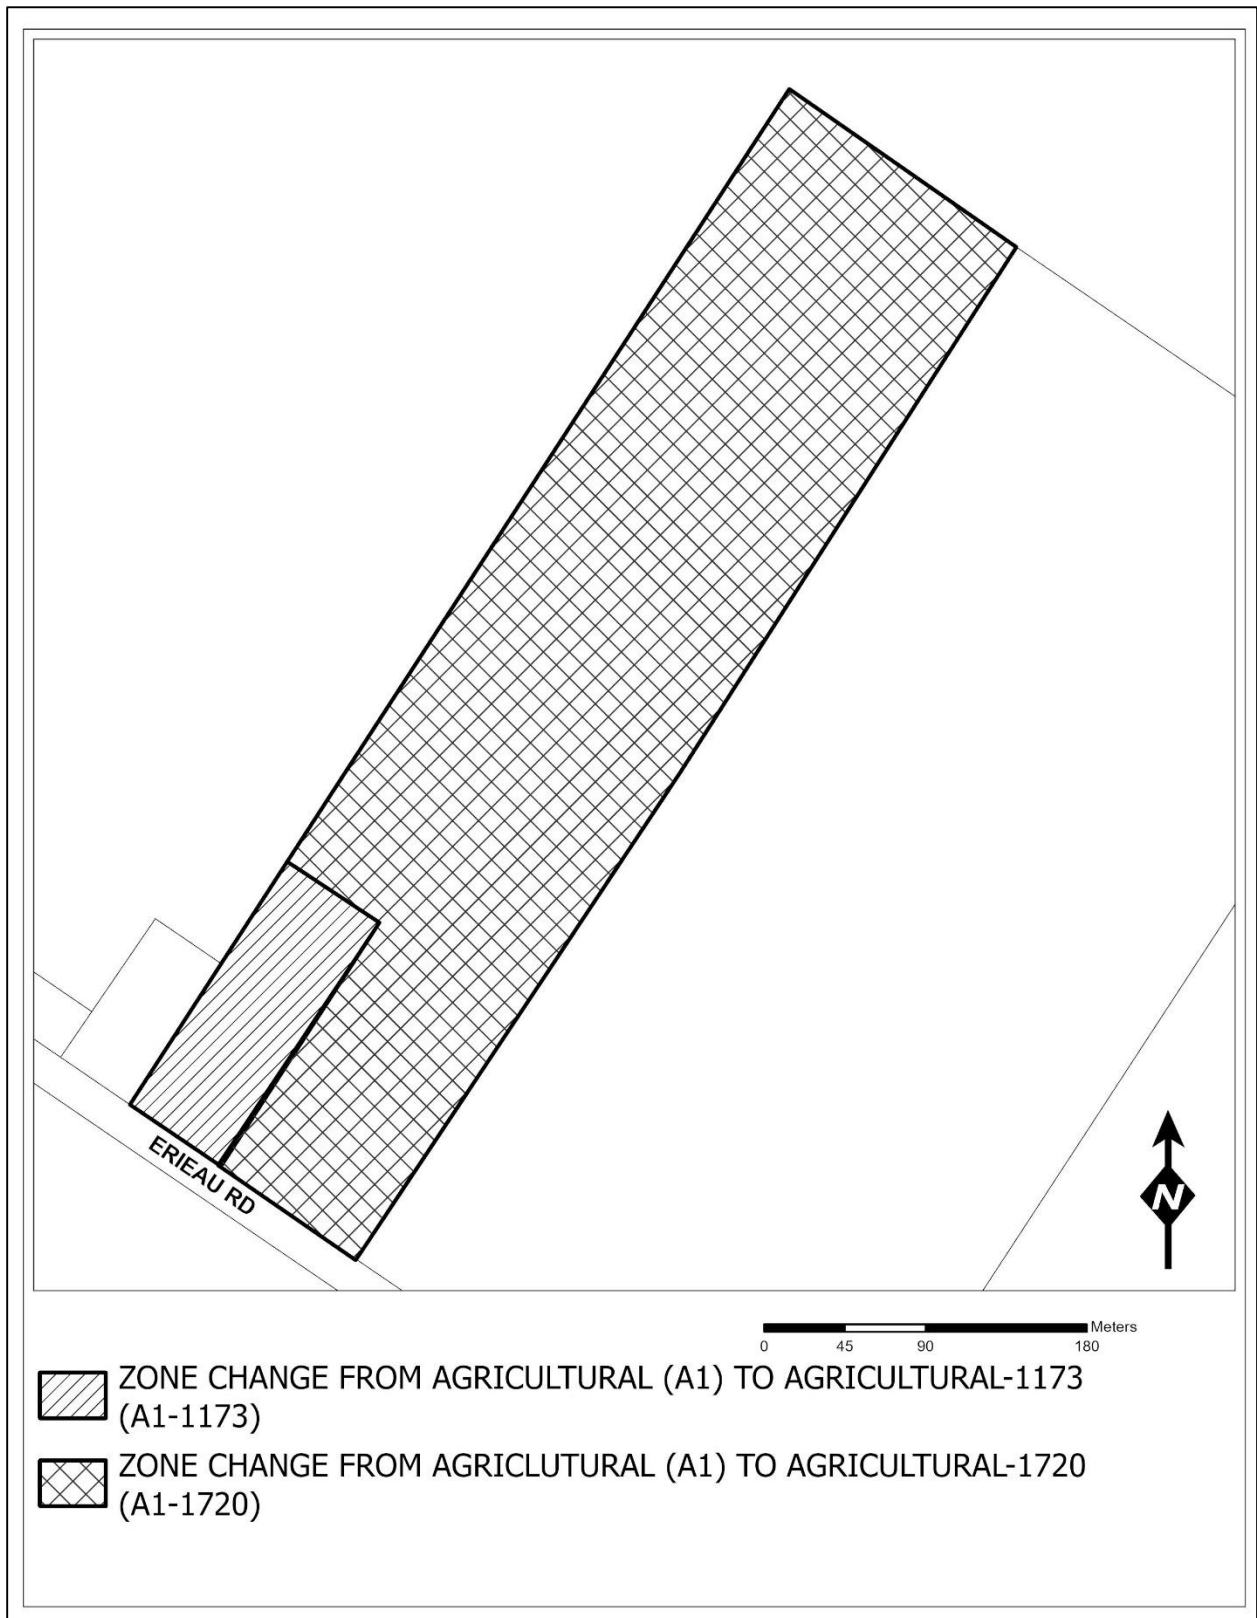 ERIEAU RD
N
Meters
0 45 90 180
ZONE CHANGE FROM AGRICULTURAL (A1) TO AGRICULTURAL-1173
(A1-1173)
ZONE CHANGE FROM AGRICLUTURAL (A1) TO AGRICULTURAL-1720
(A1-1720)